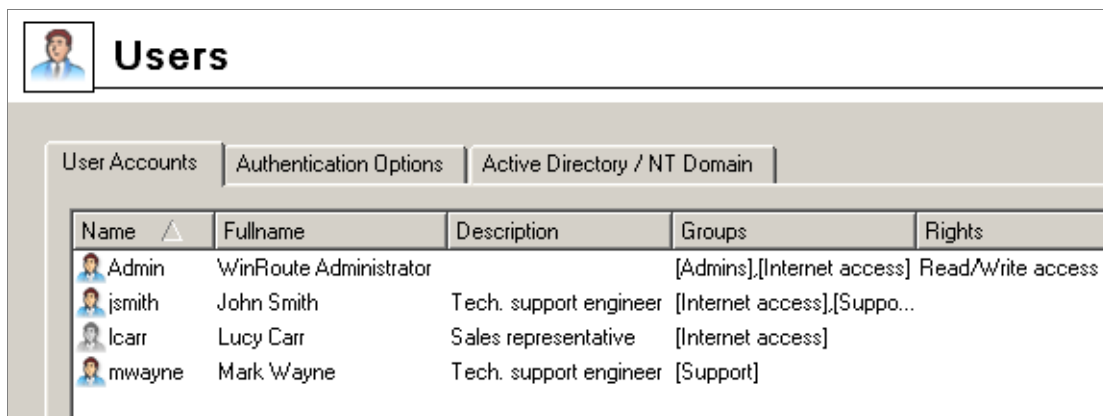 Users
User Accounts Authentication Options Active Directory / NT Domain
Name Fullname Description Groups Rights
Admin WinRoute Administrator [Admins],[Internet access] Read/Write access
jsmith John Smith Tech. support engineer [Internet access],[Suppo...
lcarr Lucy Carr Sales representative [Internet access]
mwayne Mark Wayne Tech. support engineer [Support]